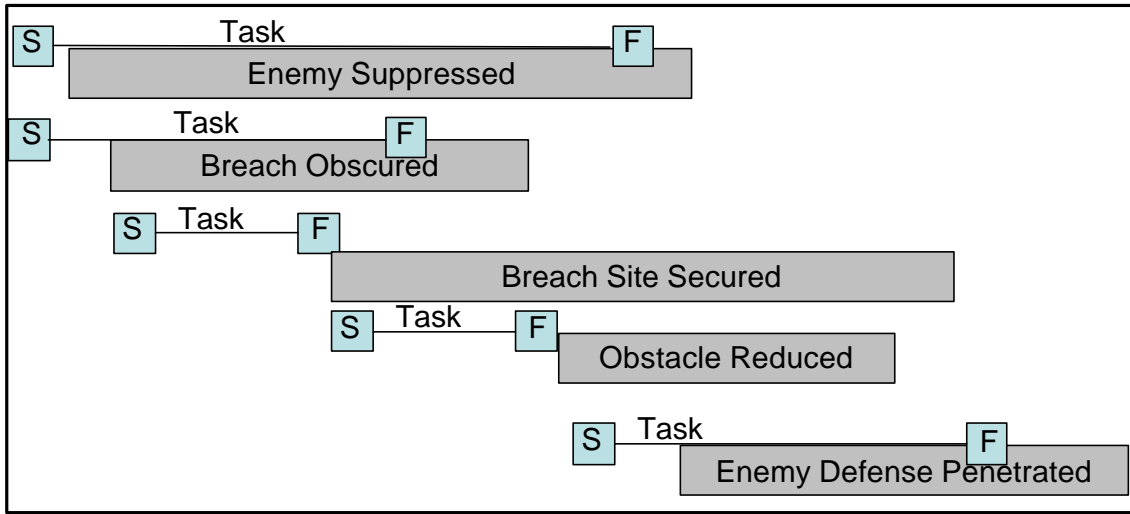 S Task F
Enemy Suppressed
S Task F
Breach Obscured
S Task F
Breach Site Secured
S Task F
Obstacle Reduced
S Task F
Enemy Defense Penetrated